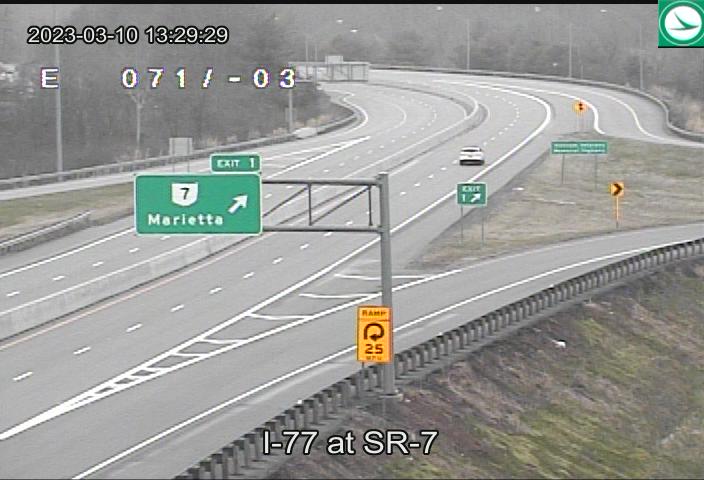 2023-03-10 13:29:29
E 071/-03
EXIT 1
7
Marietta
EXIT
1
RAMP
25
MPH
I-77 at SR-7